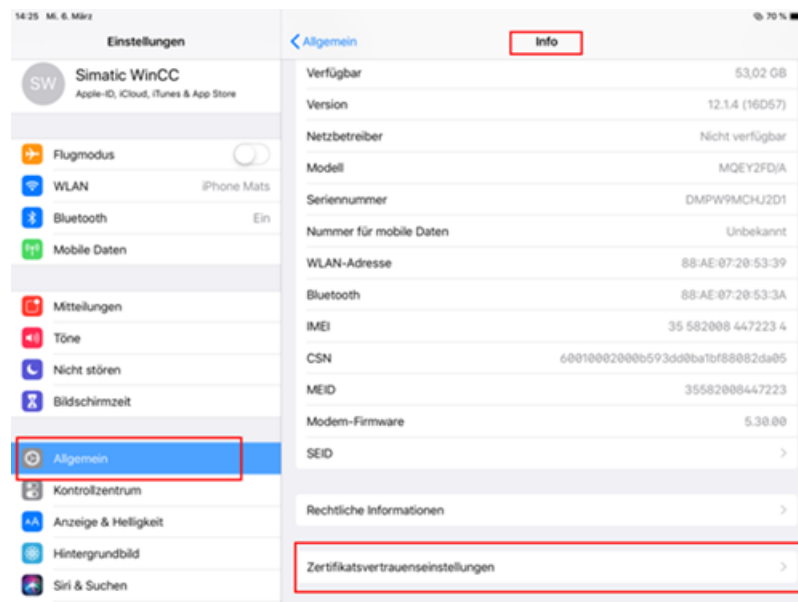 14:25 Mi. 6. März
70 %
Einstellungen
SW
Simatic WinCC
Apple-ID, iCloud, iTunes & App Store
Flugmodus
WLAN iPhone Mats
Bluetooth Ein
Mobile Daten
Mitteilungen
Töne
Nicht stören
Bildschirmzeit
Allgemein
Kontrollzentrum
AA Anzeige & Helligkeit
Hintergrundbild
Siri & Suchen
Allgemein
Info
Verfügbar 53,02 GB
Version 12.1.4 (16D57)
Netzbetreiber Nicht verfügbar
Modell MQEY2FD/A
Seriennummer DMPW9MCHJ2D1
Nummer für mobile Daten Unbekannt
WLAN-Adresse 88:AE:07:20:53:39
Bluetooth 88:AE:07:20:53:3A
IMEI 35 582008 447223 4
CSN 60010002000b593dd0ba1bf88082da05
MEID 35582008447223
Modem-Firmware 5.30.00
SEID
Rechtliche Informationen
Zertifikatsvertrauenseinstellungen